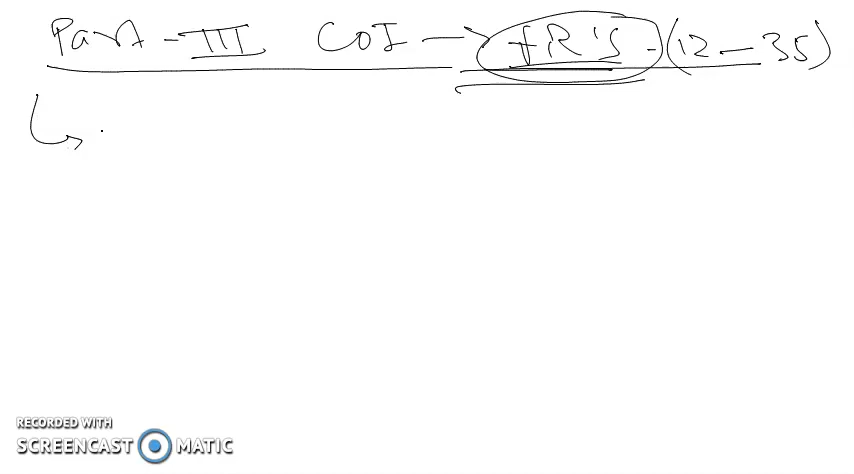 Part - III COI → FR'S - (12 - 35)
RECORDED WITH
SCREENCAST MATIC